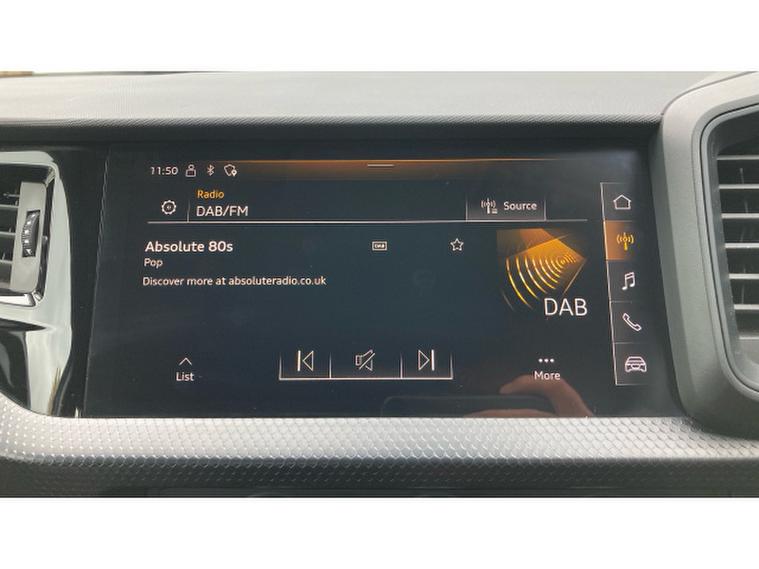 11:50
Radio
DAB/FM
Source
Absolute 80s
DAB
Pop
Discover more at absoluteradio.co.uk
DAB
List
More